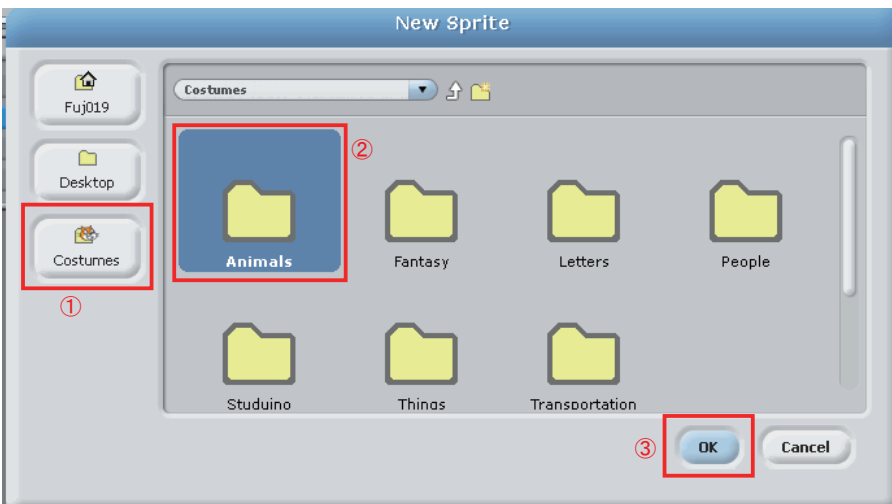 New Sprite
Fuj019
Desktop
Costumes
①
Costumes
②
Animals
Fantasy
Letters
People
Studuino
Things
Transportation
③
OK
Cancel